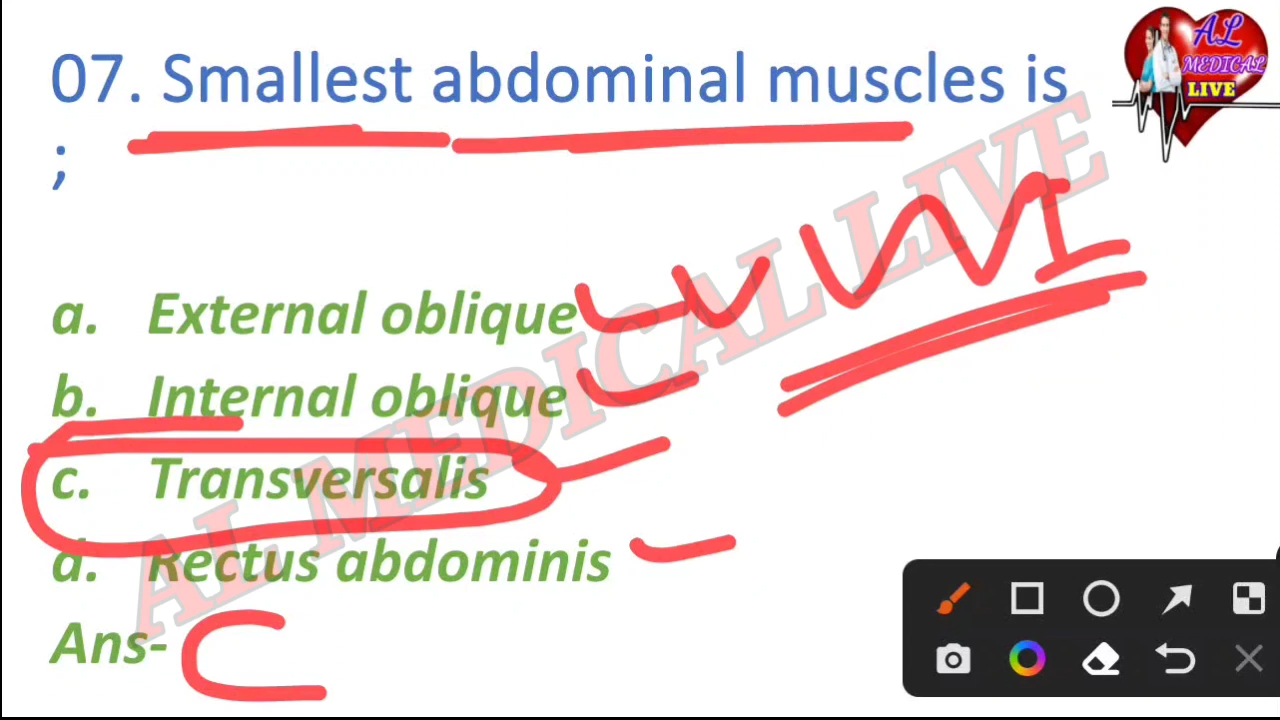 07. Smallest abdominal muscles is
;
AL
MEDICAL
LIVE
a. External oblique
b. Internal oblique
c. Transversalis
d. Rectus abdominis
Ans- C
AL MEDICAL LIVE